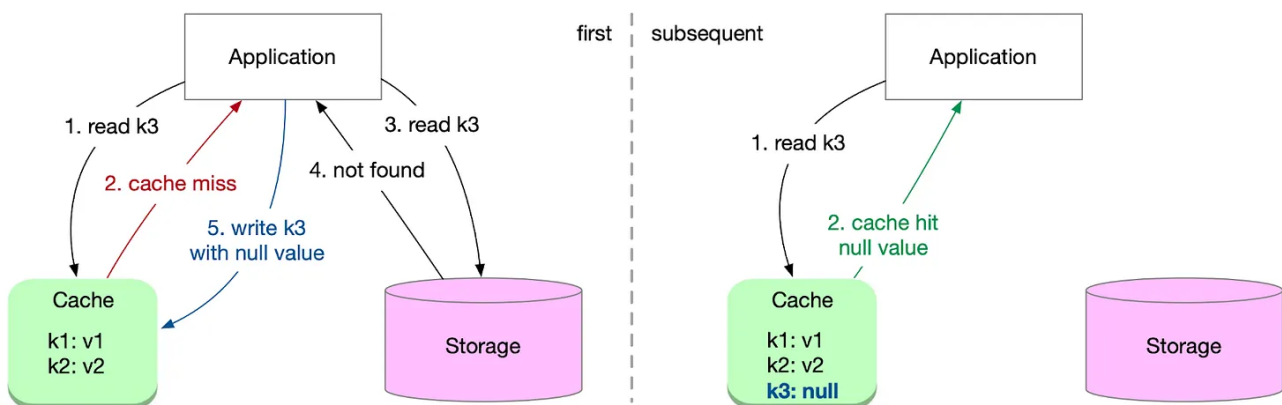 first
subsequent
Application
1. read k3
2. cache miss
3. read k3
4. not found
5. write k3
with null value
Cache
k1: v1
k2: v2
Storage
Application
1. read k3
2. cache hit
null value
Cache
k1: v1
k2: v2
k3: null
Storage